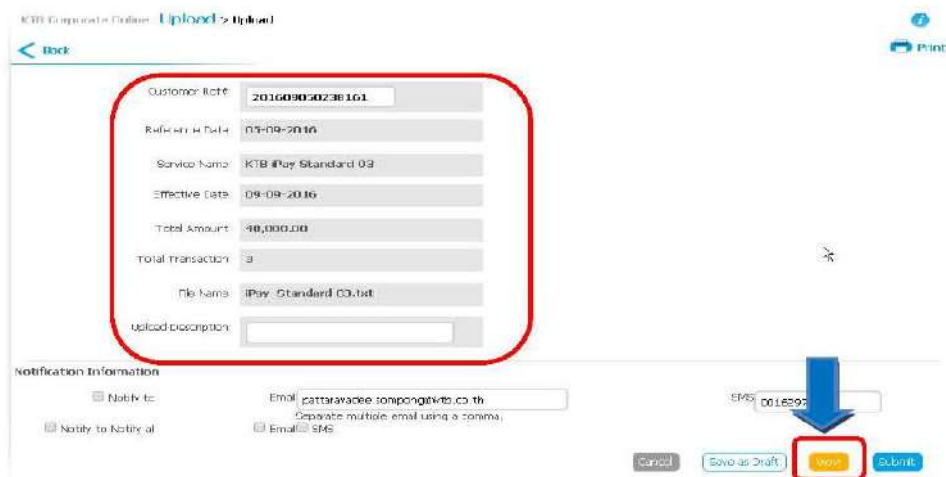 KTB Corporate Online Upload > Upload
Back
Print
Customer Ref#
201609050238161
Reference Date 05-09-2016
Service Name KTB iPay Standard 03
Effective Date 09-09-2016
Total Amount 40,000.00
Total Transaction 3
File Name iPay Standard 03.txt
Upload Description
Notification Information
Notify to
Email
SMS
Separate multiple email using a comma.
Notify to Notify al
Email SMS
Cancel
Save as Draft
View
Submit